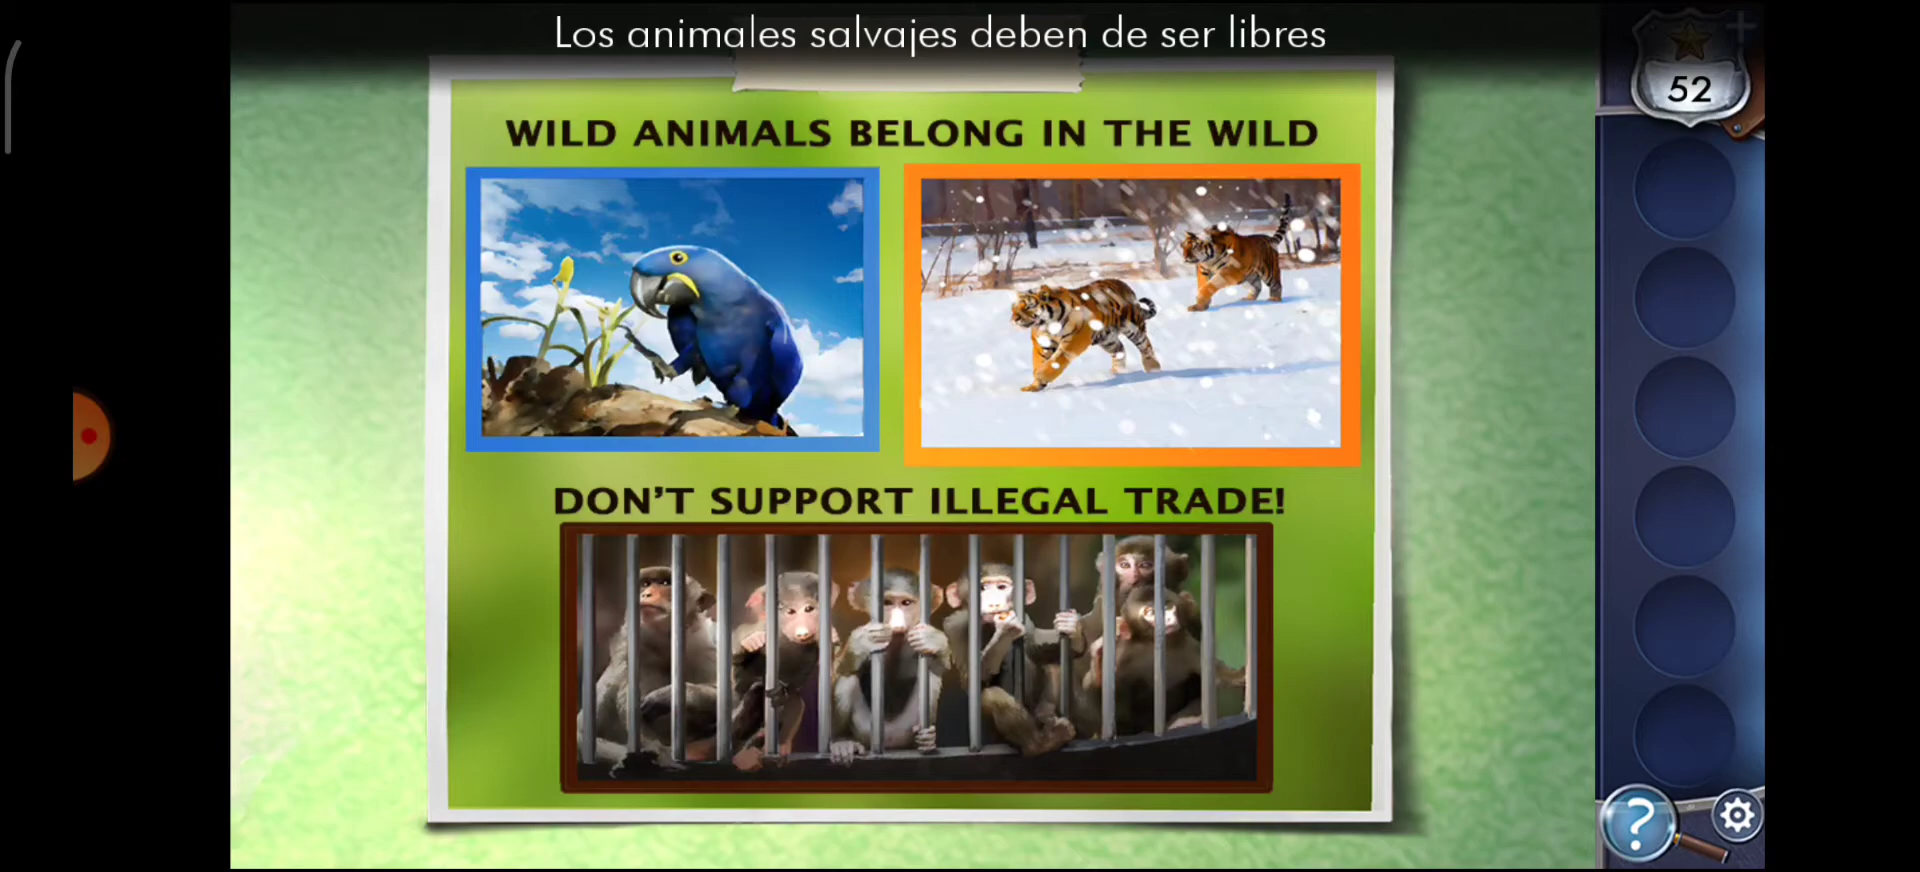 Los animales salvajes deben de ser libres
52
WILD ANIMALS BELONG IN THE WILD
DON'T SUPPORT ILLEGAL TRADE!
?